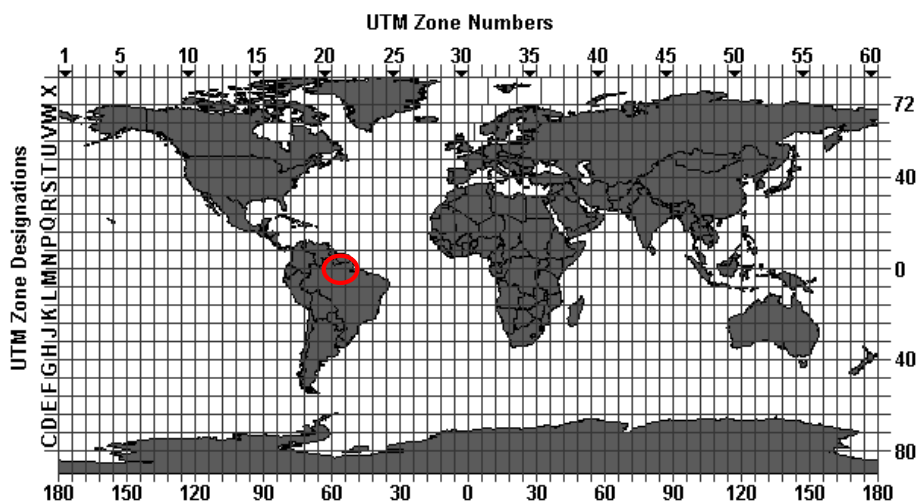 UTM Zone Numbers
1 5 10 15 20 25 30 35 40 45 50 55 60
UTM Zone Designations
C D E F G H J K L M N P Q R S T U V W X
72
40
0
40
80
180 150 120 90 60 30 0 30 60 90 120 150 180